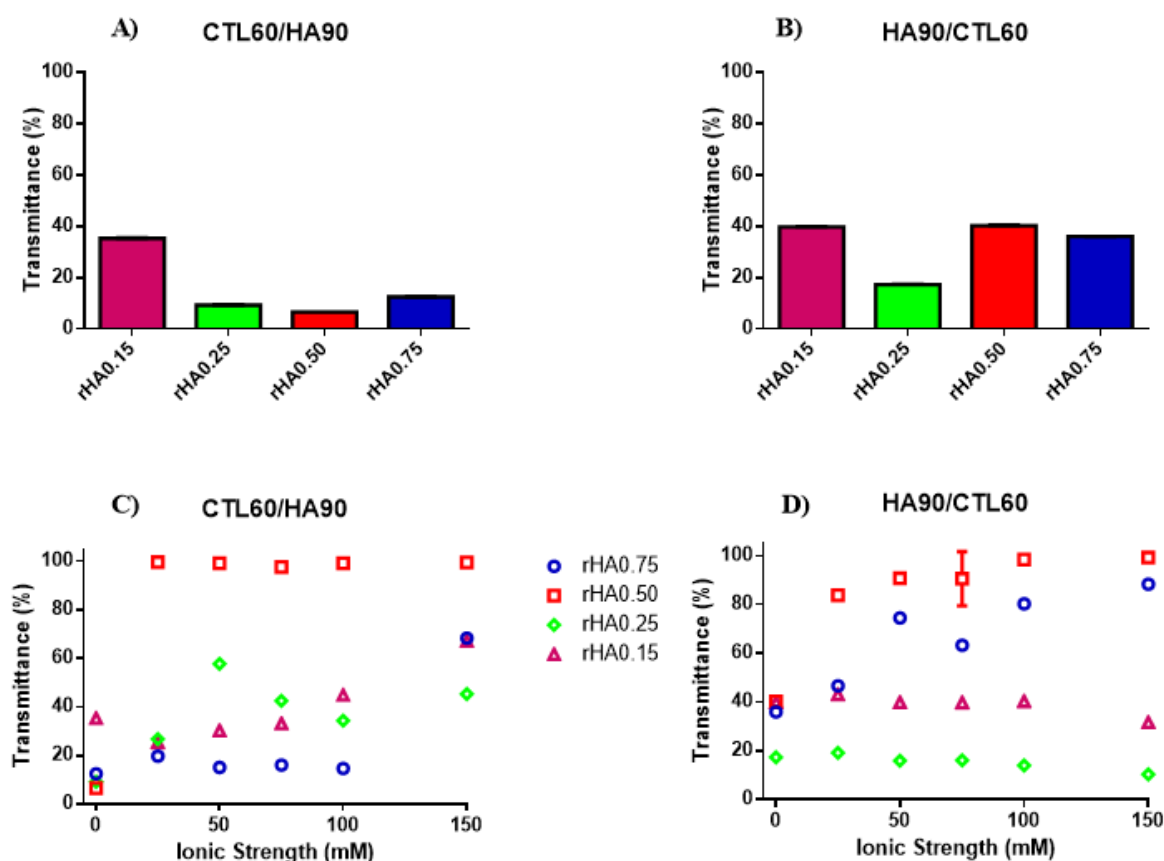 A) CTL60/HA90
Transmittance (%)
100
80
60
40
20
0
rHA0.15
rHA0.25
rHA0.50
rHA0.75
B) HA90/CTL60
Transmittance (%)
100
80
60
40
20
0
rHA0.15
rHA0.25
rHA0.50
rHA0.75
C) CTL60/HA90
Transmittance (%)
100
80
60
40
20
0
0 50 100 150
Ionic Strength (mM)
rHA0.75
rHA0.50
rHA0.25
rHA0.15
D) HA90/CTL60
Transmittance (%)
100
80
60
40
20
0
0 50 100 150
Ionic Strength (mM)